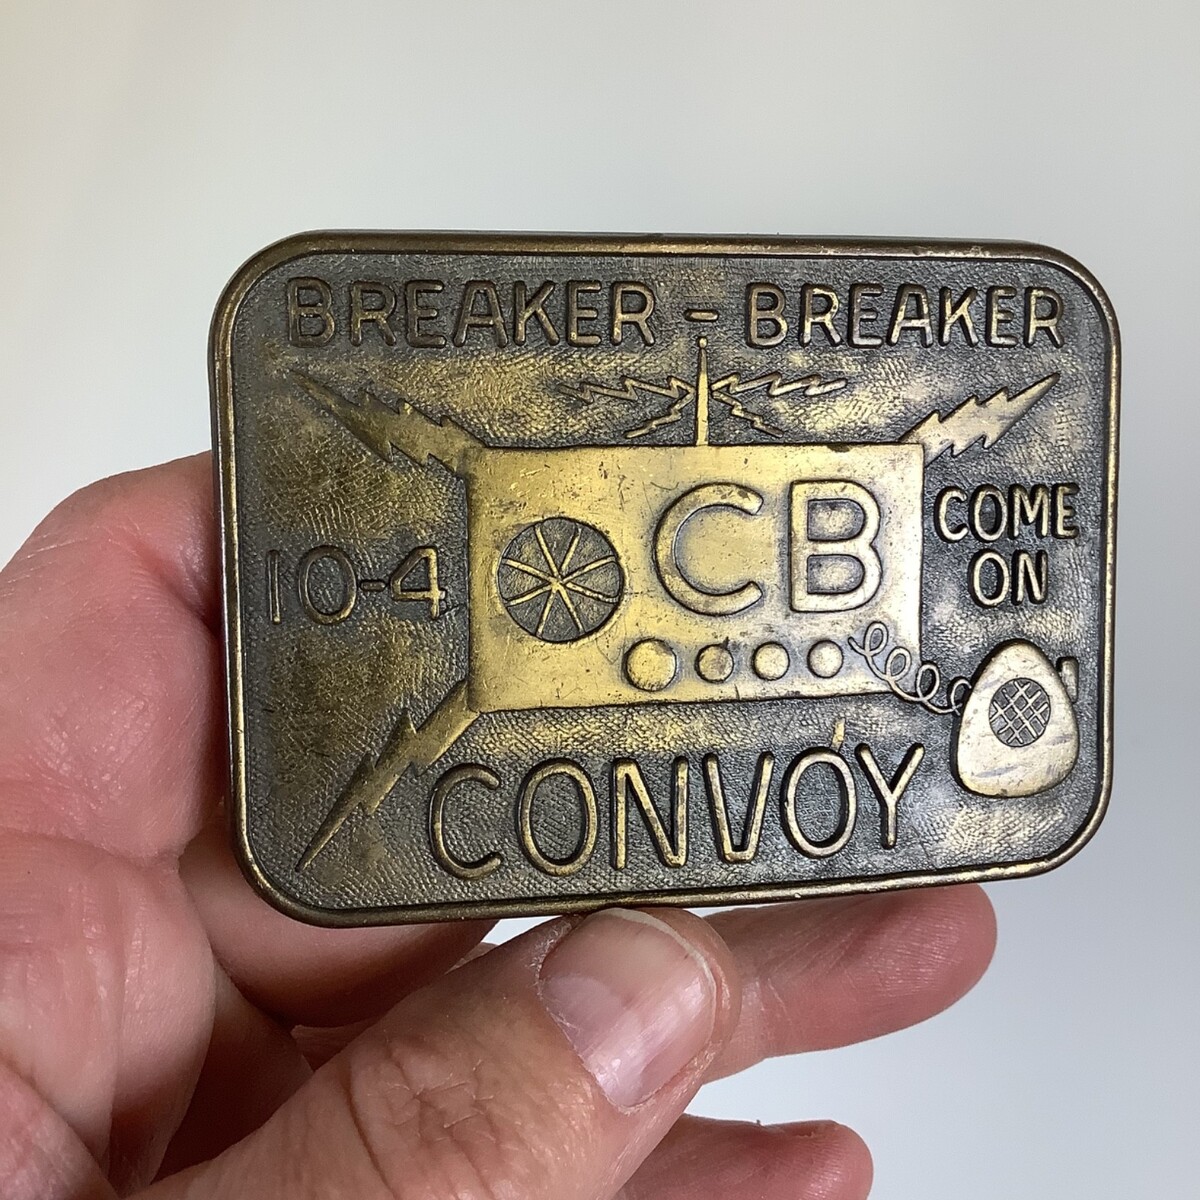 BREAKER - BREAKER
CB
COME
ON
10-4
CONVOY